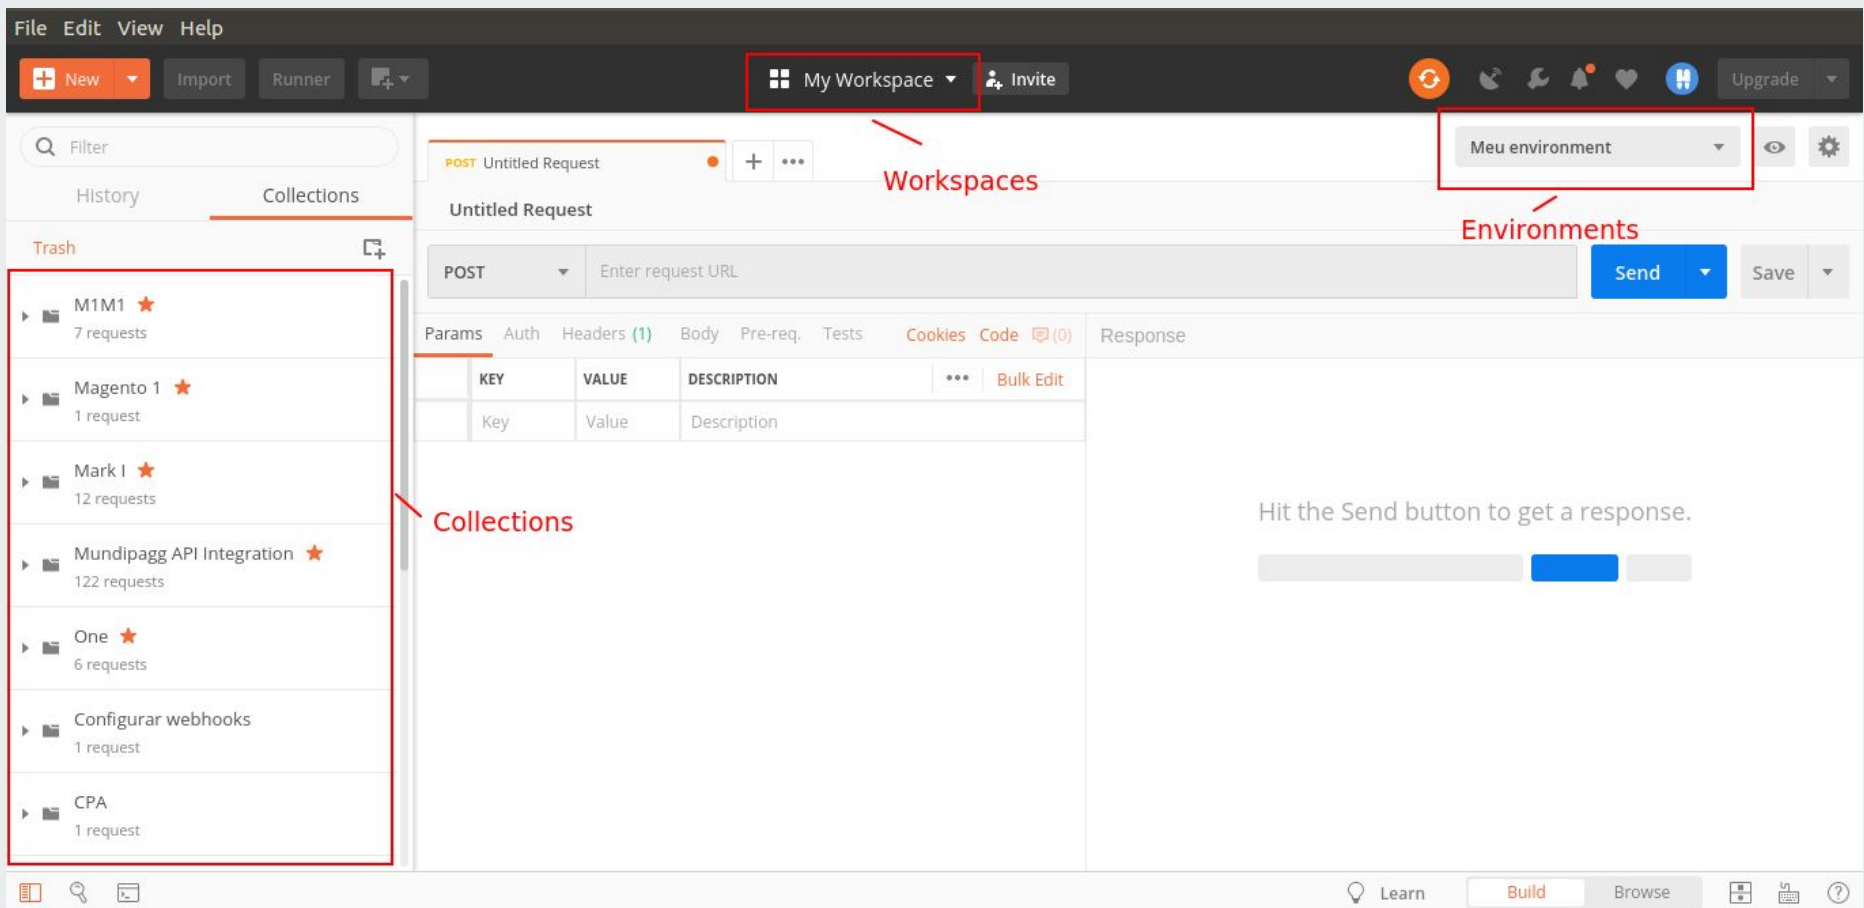 File Edit View Help
New Import Runner My Workspace Invite Upgrade
Filter
History Collections
Trash
M1M1
7 requests
Magento 1
1 request
Mark I
12 requests
Mundipagg API Integration
122 requests
One
6 requests
Configurar webhooks
1 request
CPA
1 request
Collections
POST Untitled Request
Workspaces
Meu environment
Environments
Untitled Request
POST Enter request URL Send Save
Params Auth Headers (1) Body Pre-req. Tests Cookies Code (0) Response
KEY VALUE DESCRIPTION Bulk Edit
Key Value Description
Hit the Send button to get a response.
Learn Build Browse